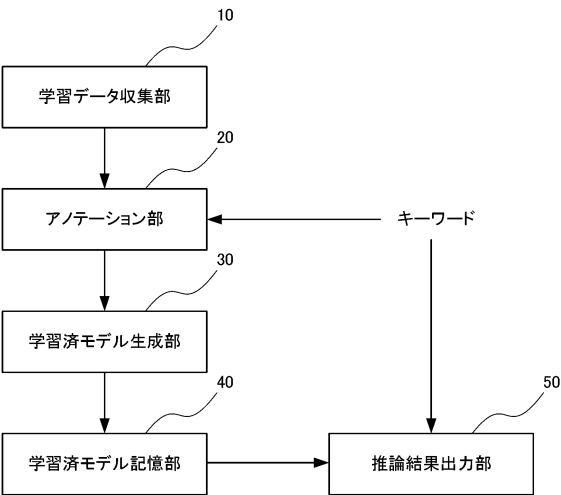 10
学習データ収集部
20
アノテーション部
キーワード
30
学習済モデル生成部
40
学習済モデル記憶部
50
推論結果出力部